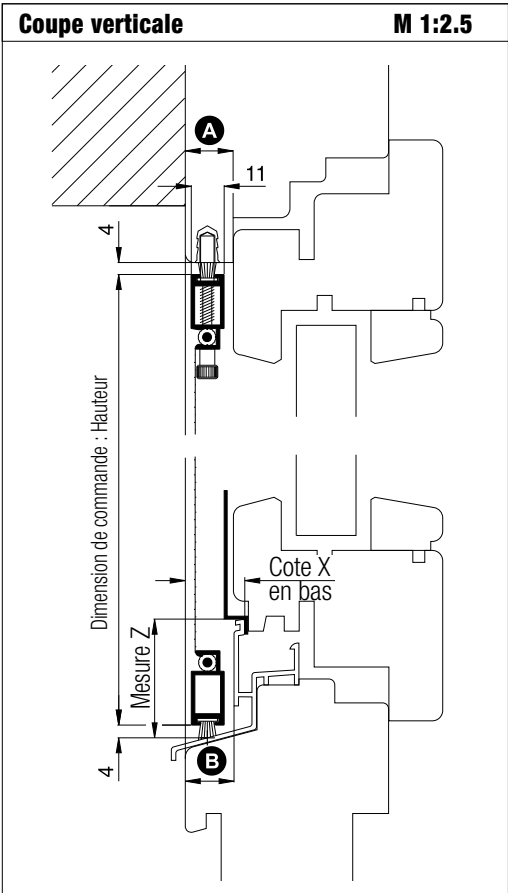 Coupe verticale M 1:2.5
A
11
4
Dimension de commande : Hauteur
Cote X
en bas
Mesure Z
4
B